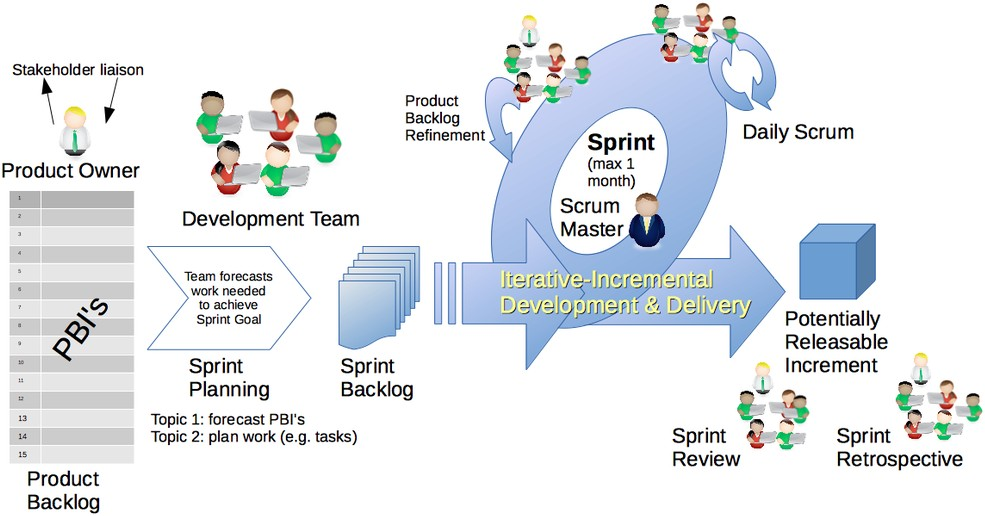 Stakeholder liaison
Product Owner
1
2
3
4
5
6
7
8
9
10
11
12
13
14
15
PBI's
Product
Backlog
Development Team
Team forecasts
work needed
to achieve
Sprint Goal
Sprint
Planning
Topic 1: forecast PBI's
Topic 2: plan work (e.g. tasks)
Sprint
Backlog
Product
Backlog
Refinement
Sprint
(max 1
month)
Scrum
Master
Daily Scrum
Iterative-Incremental
Development & Delivery
Potentially
Releasable
Increment
Sprint
Review
Sprint
Retrospective